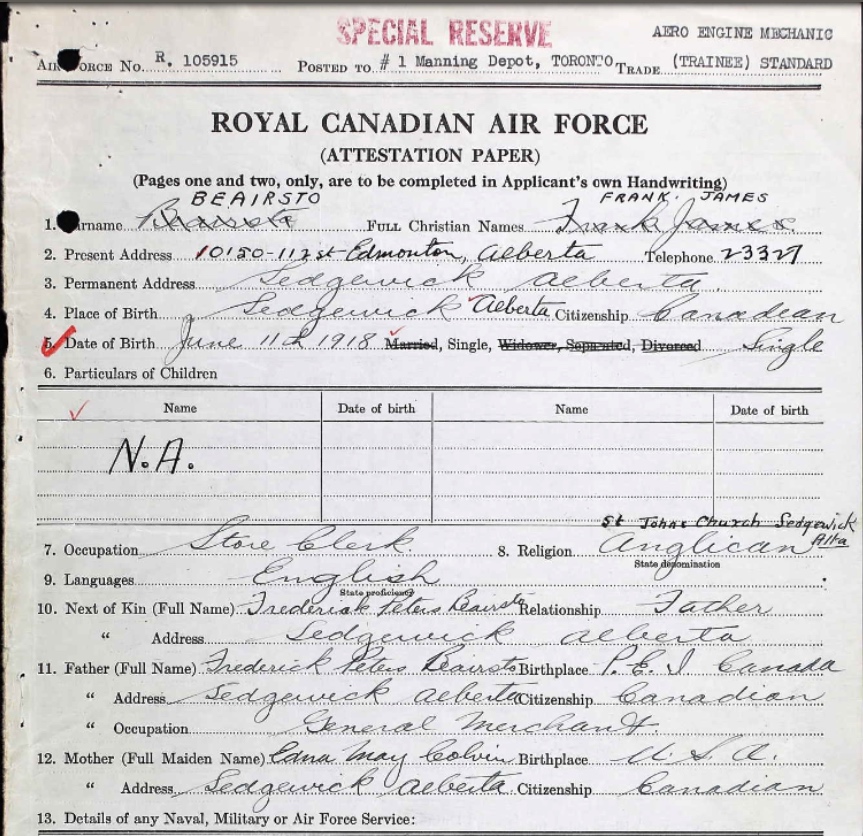 SPECIAL RESERVE
AERO ENGINE MECHANIC
AIR FORCE No. R. 105915 POSTED TO # 1 Manning Depot, TORONTO TRADE (TRAINEE) STANDARD
ROYAL CANADIAN AIR FORCE
(ATTESTATION PAPER)
(Pages one and two, only, are to be completed in Applicant's own Handwriting)
BEAIRSTO FRANK. JAMES
1. Surname Beairsto FULL Christian Names Frank James.
2. Present Address 10150-112 st Edmonton, Alberta Telephone 23327
3. Permanent Address Sedgewick Alberta.
4. Place of Birth Sedgewick Alberta Citizenship Canadian
5. Date of Birth June 11th 1918 Married, Single, Widower, Separated, Divorced Single
6. Particulars of Children
Name Date of birth Name Date of birth
N.A.
St Johns Church Sedgewick
Alta
7. Occupation Store Clerk. 8. Religion Anglican
State denomination
9. Languages English
State proficiency
10. Next of Kin (Full Name) Frederick Peters Beairsto Relationship Father
" Address Sedgewick Alberta
11. Father (Full Name) Frederick Peters Beairsto Birthplace P.E.I Canada
" Address Sedgewick Alberta Citizenship Canadian
" Occupation General Merchant
12. Mother (Full Maiden Name) Edna May Colvin Birthplace U.S.A.
" Address Sedgewick Alberta Citizenship Canadian
13. Details of any Naval, Military or Air Force Service: